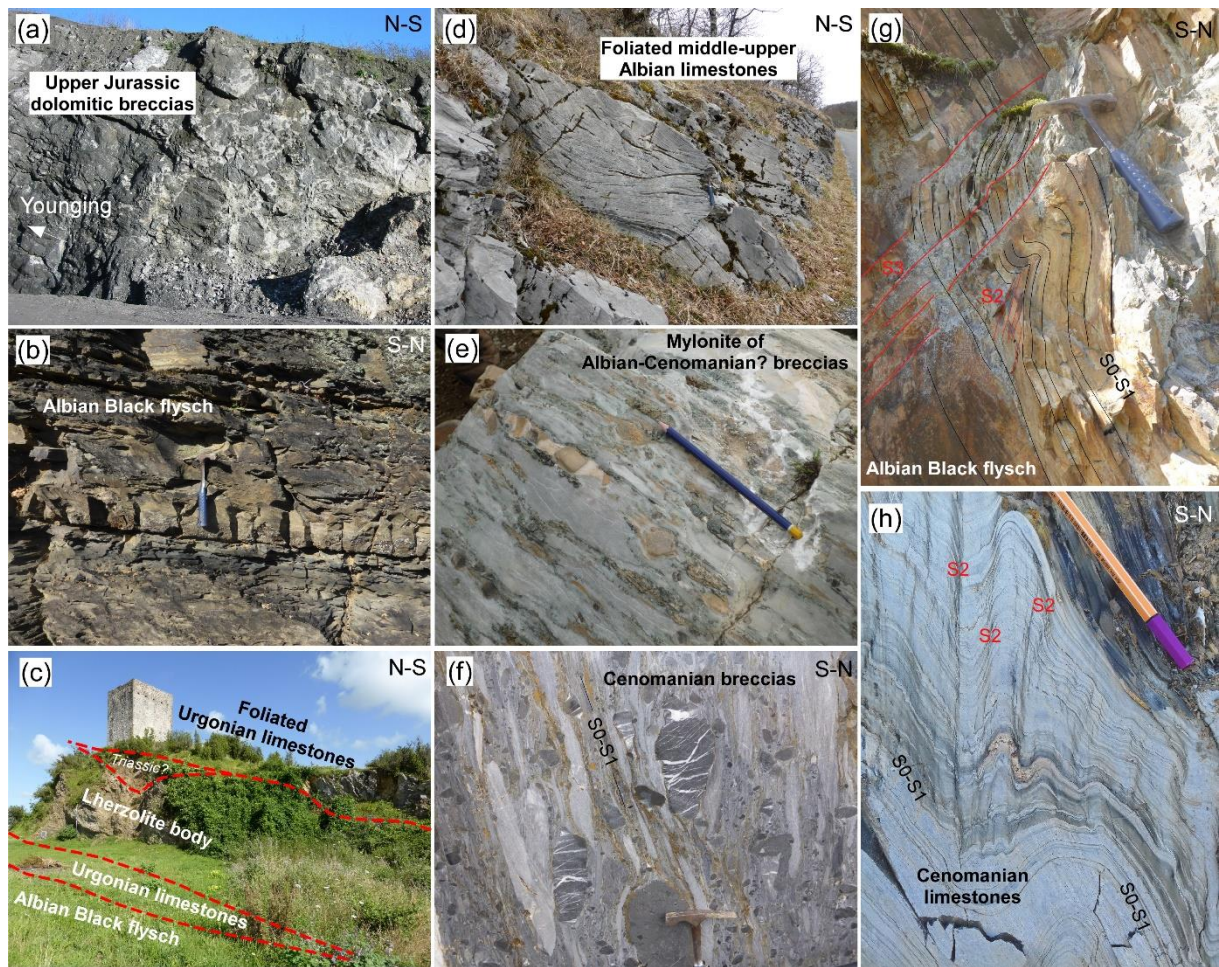 (a)
N-S
Upper Jurassic
dolomitic breccias
Younging
(b)
S-N
Albian Black flysch
(c)
N-S
Foliated
Urgonian limestones
Triassic?
Lherzolite body
Urgonian limestones
Albian Black flysch
(d)
N-S
Foliated middle-upper
Albian limestones
(e)
Mylonite of
Albian-Cenomanian? breccias
(f)
S-N
Cenomanian breccias
S0-S1
(g)
S-N
S3
S2
S0-S1
Albian Black flysch
(h)
S-N
S2
S2
S2
S0-S1
S0-S1
Cenomanian
limestones